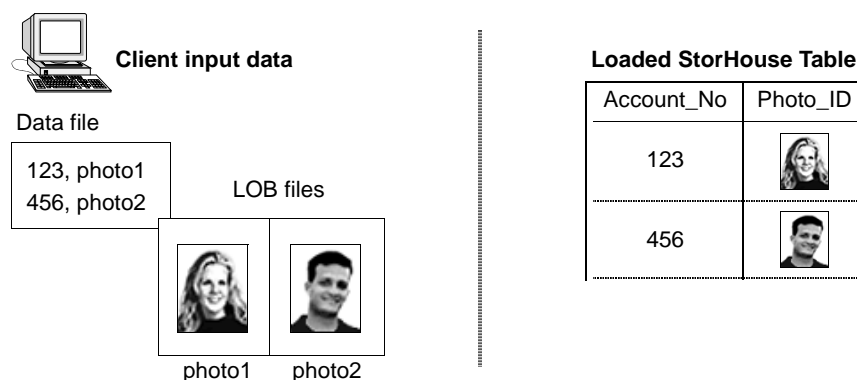 Client input data
Data file
123, photo1
456, photo2
LOB files
photo1 photo2
Loaded StorHouse Table
Account_No Photo_ID
123
456